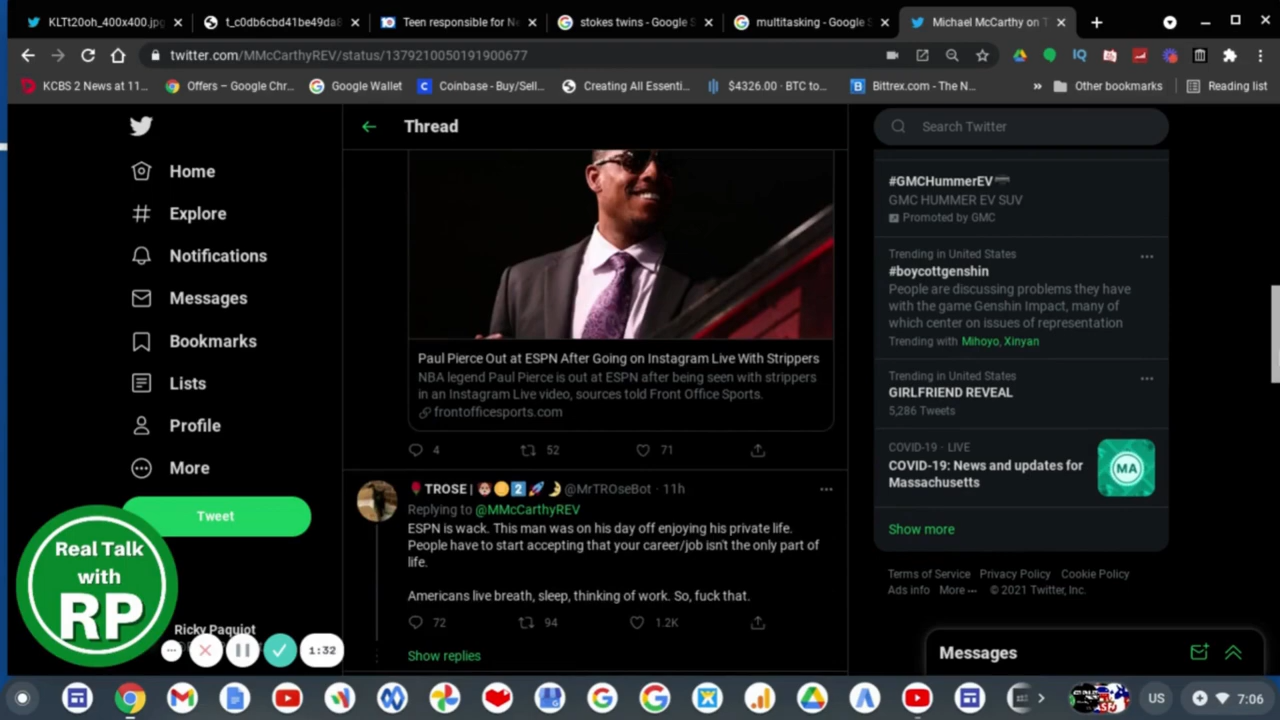 KLTt20oh_400x400.jpg
t_c0db6cbd41be49da8
Teen responsible for Ne
stokes twins - Google S
multitasking - Google S
Michael McCarthy on T
twitter.com/MMcCarthyREV/status/1379210050191900677
KCBS 2 News at 11...
Offers – Google Chr...
Google Wallet
Coinbase - Buy/Sell...
Creating All Essenti...
$4326.00 · BTC to...
Bittrex.com - The N...
»
Other bookmarks
Reading list
Thread
Search Twitter
Home
Explore
Notifications
Messages
Bookmarks
Lists
Profile
More
Tweet
Paul Pierce Out at ESPN After Going on Instagram Live With Strippers
NBA legend Paul Pierce is out at ESPN after being seen with strippers
in an Instagram Live video, sources told Front Office Sports.
frontofficesports.com
4 52 71
TROSE | 2 @MrTROseBot · 11h
Replying to @MMcCarthyREV
ESPN is wack. This man was on his day off enjoying his private life.
People have to start accepting that your career/job isn't the only part of
life.
Americans live breath, sleep, thinking of work. So, fuck that.
72 94 1.2K
Show replies
#GMCHummerEV
GMC HUMMER EV SUV
Promoted by GMC
Trending in United States
#boycottgenshin
People are discussing problems they have
with the game Genshin Impact, many of
which center on issues of representation
Trending with Mihoyo, Xinyan
Trending in United States
GIRLFRIEND REVEAL
5,286 Tweets
COVID-19 · LIVE
COVID-19: News and updates for
Massachusetts
MA
Show more
Terms of Service Privacy Policy Cookie Policy
Ads info More ··· © 2021 Twitter, Inc.
Messages
Real Talk
with
RP
Ricky Paquiot
1:32
US
7:06